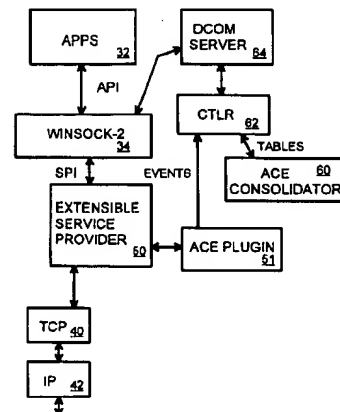 APPS
32
DCOM
SERVER
64
API
WINSOCK-2
34
CTLR
62
TABLES
ACE 60
CONSOLIDATOR
SPI
EVENTS
EXTENSIBLE
SERVICE
PROVIDER
50
ACE PLUGIN
51
TCP
40
IP 42